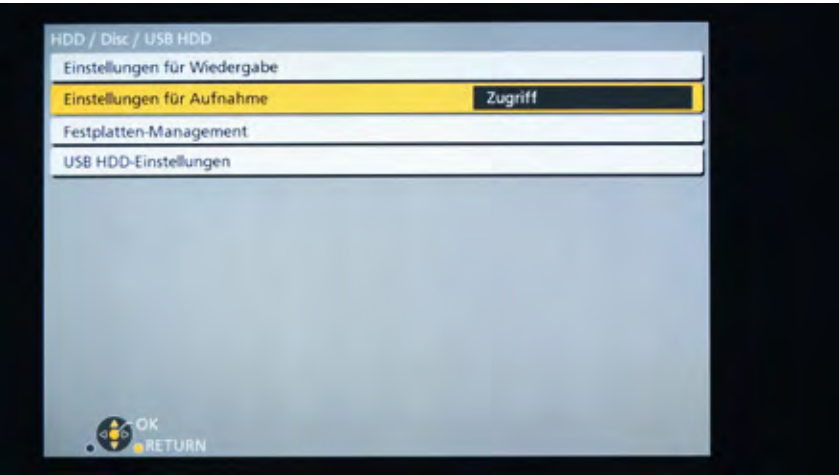 HDD / Disc / USB HDD
Einstellungen für Wiedergabe
Einstellungen für Aufnahme Zugriff
Festplatten-Management
USB HDD-Einstellungen
OK
RETURN